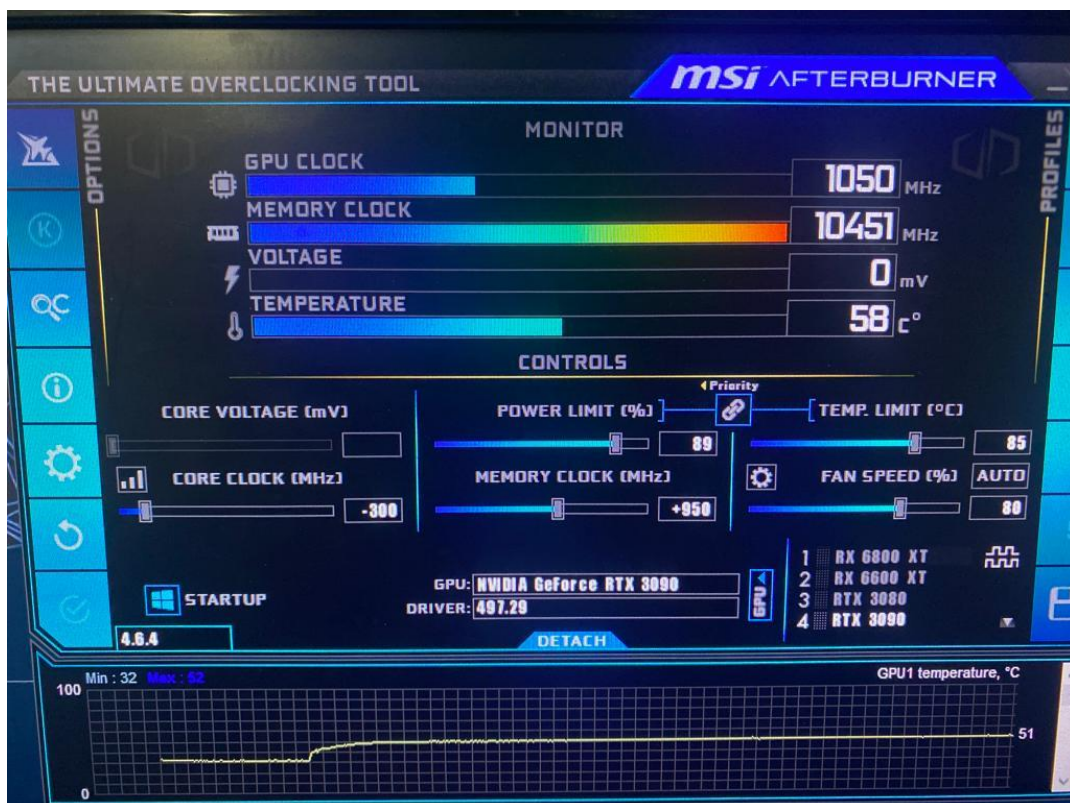 THE ULTIMATE OVERCLOCKING TOOL
msi AFTERBURNER
OPTIONS
PROFILES
MONITOR
GPU CLOCK
1050 MHz
MEMORY CLOCK
10451 MHz
VOLTAGE
0 mV
TEMPERATURE
58 C°
K
CONTROLS
Priority
CORE VOLTAGE (mV)
POWER LIMIT (%)
TEMP. LIMIT (°C)
89
85
CORE CLOCK (MHz)
MEMORY CLOCK (MHz)
FAN SPEED (%)
AUTO
-300
+950
80
STARTUP
GPU: NVIDIA GeForce RTX 3090
DRIVER: 497.29
GPU
1 RX 6800 XT
2 RX 6600 XT
3 RTX 3080
4 RTX 3090
4.6.4
DETACH
Min : 32 Max : 52
GPU1 temperature, °C
100
51
0